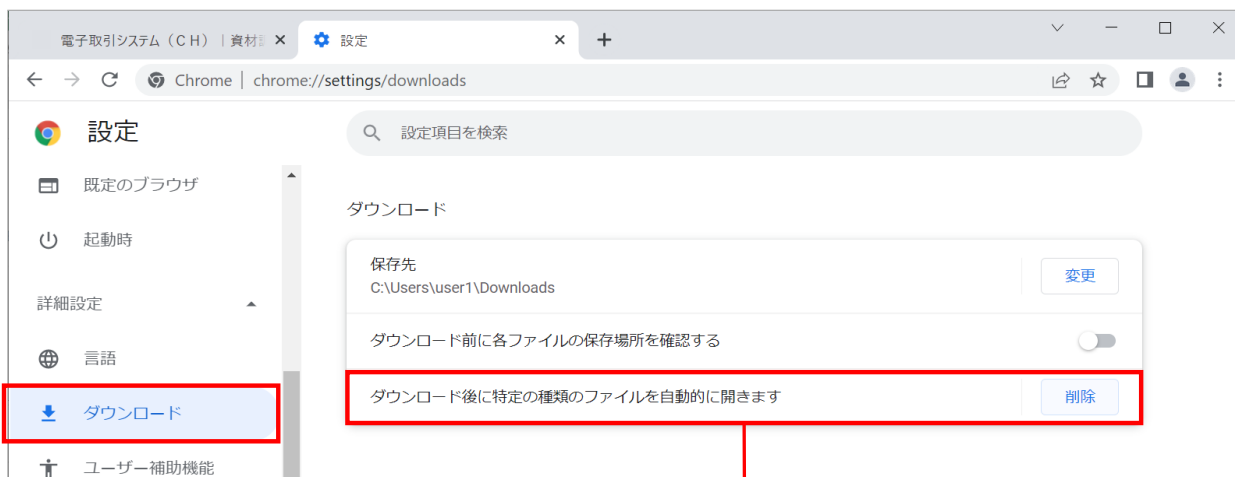 電子取引システム（ＣＨ）｜資材
設定
Chrome | chrome://settings/downloads
設定
設定項目を検索
既定のブラウザ
起動時
詳細設定
言語
ダウンロード
ユーザー補助機能
ダウンロード
保存先
C:\Users\user1\Downloads
変更
ダウンロード前に各ファイルの保存場所を確認する
ダウンロード後に特定の種類のファイルを自動的に開きます
削除